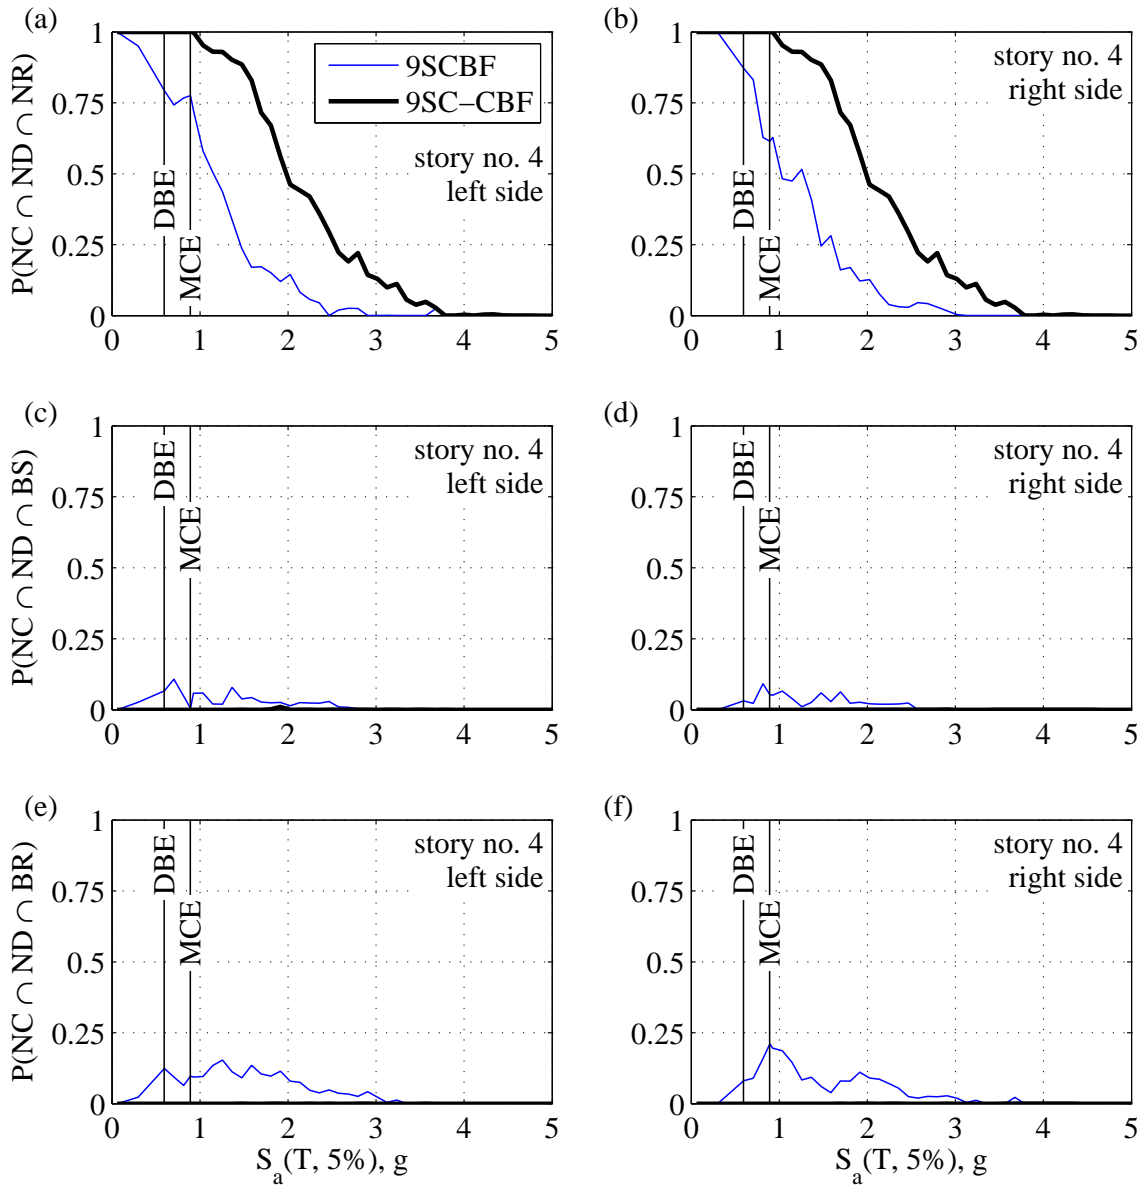 (a)
(b)
P(NC ∩ ND ∩ NR)
1
0.75
0.5
0.25
0
0 1 2 3 4 5
9SCBF
9SC−CBF
story no. 4
left side
DBE
MCE
1
0.75
0.5
0.25
0
0 1 2 3 4 5
story no. 4
right side
DBE
MCE
(c)
(d)
P(NC ∩ ND ∩ BS)
1
0.75
0.5
0.25
0
0 1 2 3 4 5
story no. 4
left side
DBE
MCE
1
0.75
0.5
0.25
0
0 1 2 3 4 5
story no. 4
right side
DBE
MCE
(e)
(f)
P(NC ∩ ND ∩ BR)
1
0.75
0.5
0.25
0
0 1 2 3 4 5
story no. 4
left side
DBE
MCE
S_a(T, 5%), g
1
0.75
0.5
0.25
0
0 1 2 3 4 5
story no. 4
right side
DBE
MCE
S_a(T, 5%), g